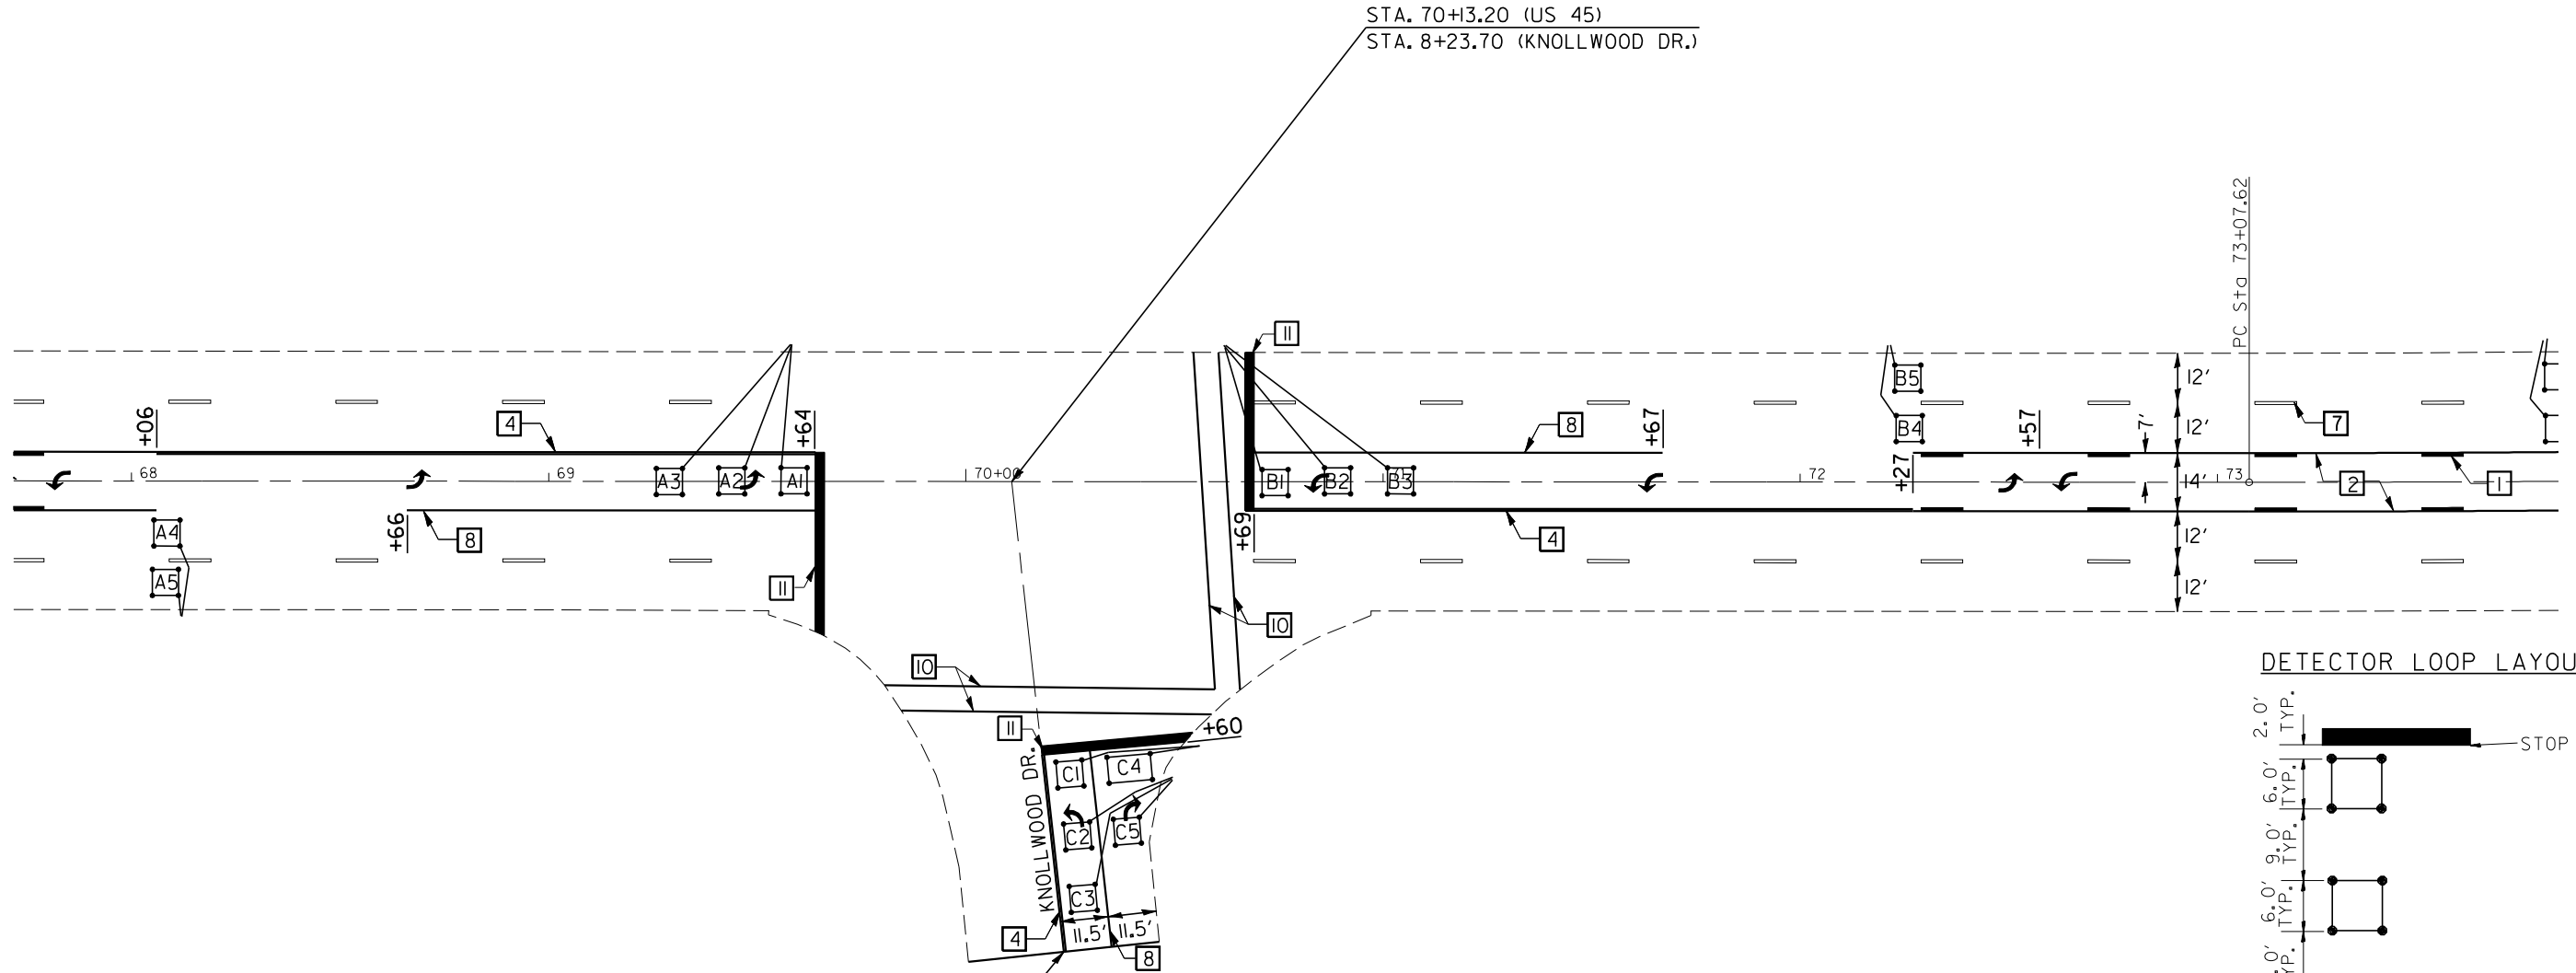 STA. 70+13.20 (US 45)
STA. 8+23.70 (KNOLLWOOD DR.)
PC Sta 73+07.62
11
B5
12'
+06
4
+64
8
+67
B4
+57
7'
12'
7
68
69
A3
A2
A1
70+00
B1
B2
B3
71
72
+27
14'
73
2
1
A4
+66
8
+69
4
12'
A5
11
12'
10
10
DETECTOR LOOP LAYOU
11
+60
2.0'
TYP.
STOP
KNOLLWOOD DR.
C1
C4
6.0'
TYP.
C2
C5
9.0'
TYP.
C3
6.0'
TYP.
4
11.5'
11.5'
8
.0'
YP.